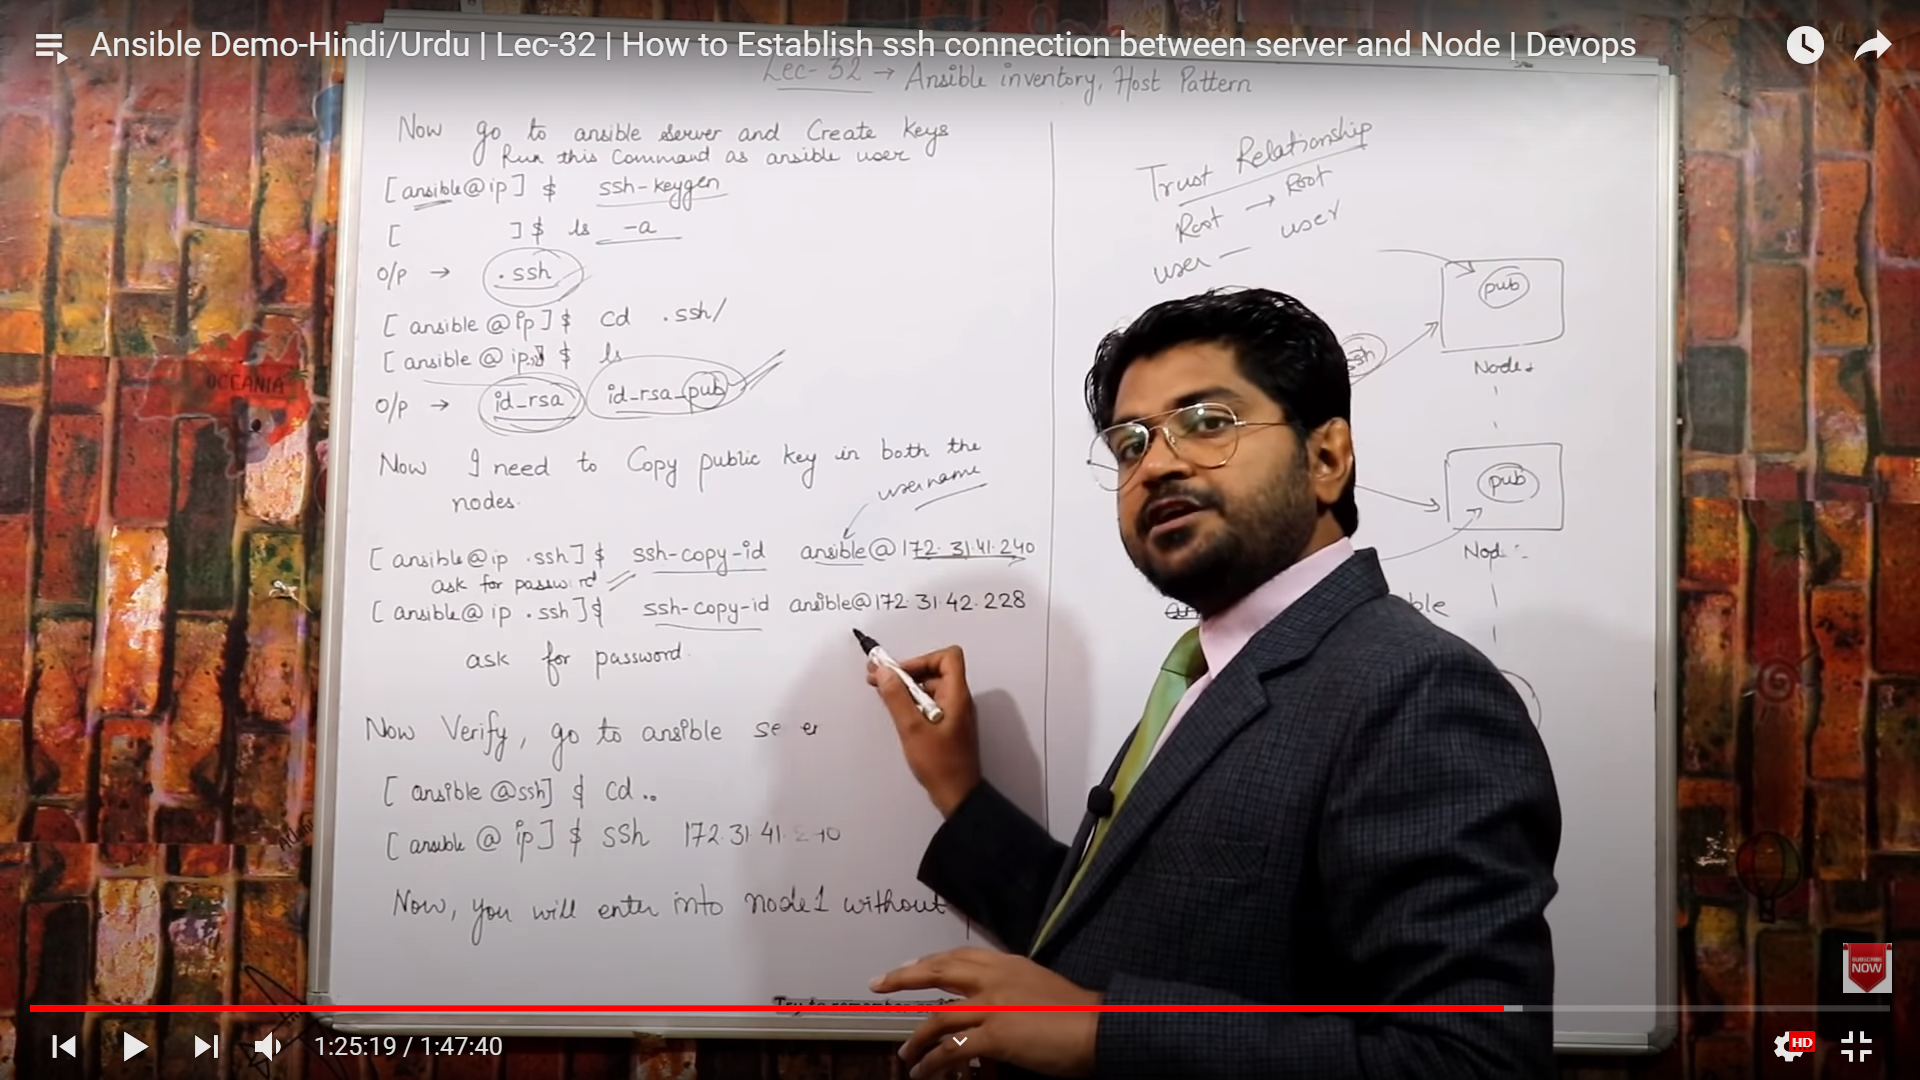 Ansible Demo-Hindi/Urdu | Lec-32 | How to Establish ssh connection between server and Node | Devops
Lec-32 → Ansible inventory, Host Pattern
Now go to ansible server and Create keys
Run this Command as ansible user
[ansible@ip] $ ssh-keygen
[ ] $ ls -a
O/p → .ssh
[ansible@ip] $ cd .ssh/
[ansible@ip] $ ls
O/p → id_rsa id_rsa_pub
Now I need to Copy public key in both the
nodes.
username
[ansible@ip .ssh] $ ssh-copy-id ansible@172.31.41.240
ask for password
[ansible@ip .ssh] $ ssh-copy-id ansible@172.31.42.228
ask for password.
Now Verify, go to ansible se er
[ansible@ssh] $ cd ..
[ansible@ip] $ ssh 172.31.41.240
Now, you will enter into node1 without
Trust Relationship
Root → Root
user — user
pub
ssh
Node
pub
Nod
ble
OCEANIA
SUBSCRIBE
NOW
1:25:19 / 1:47:40
HD